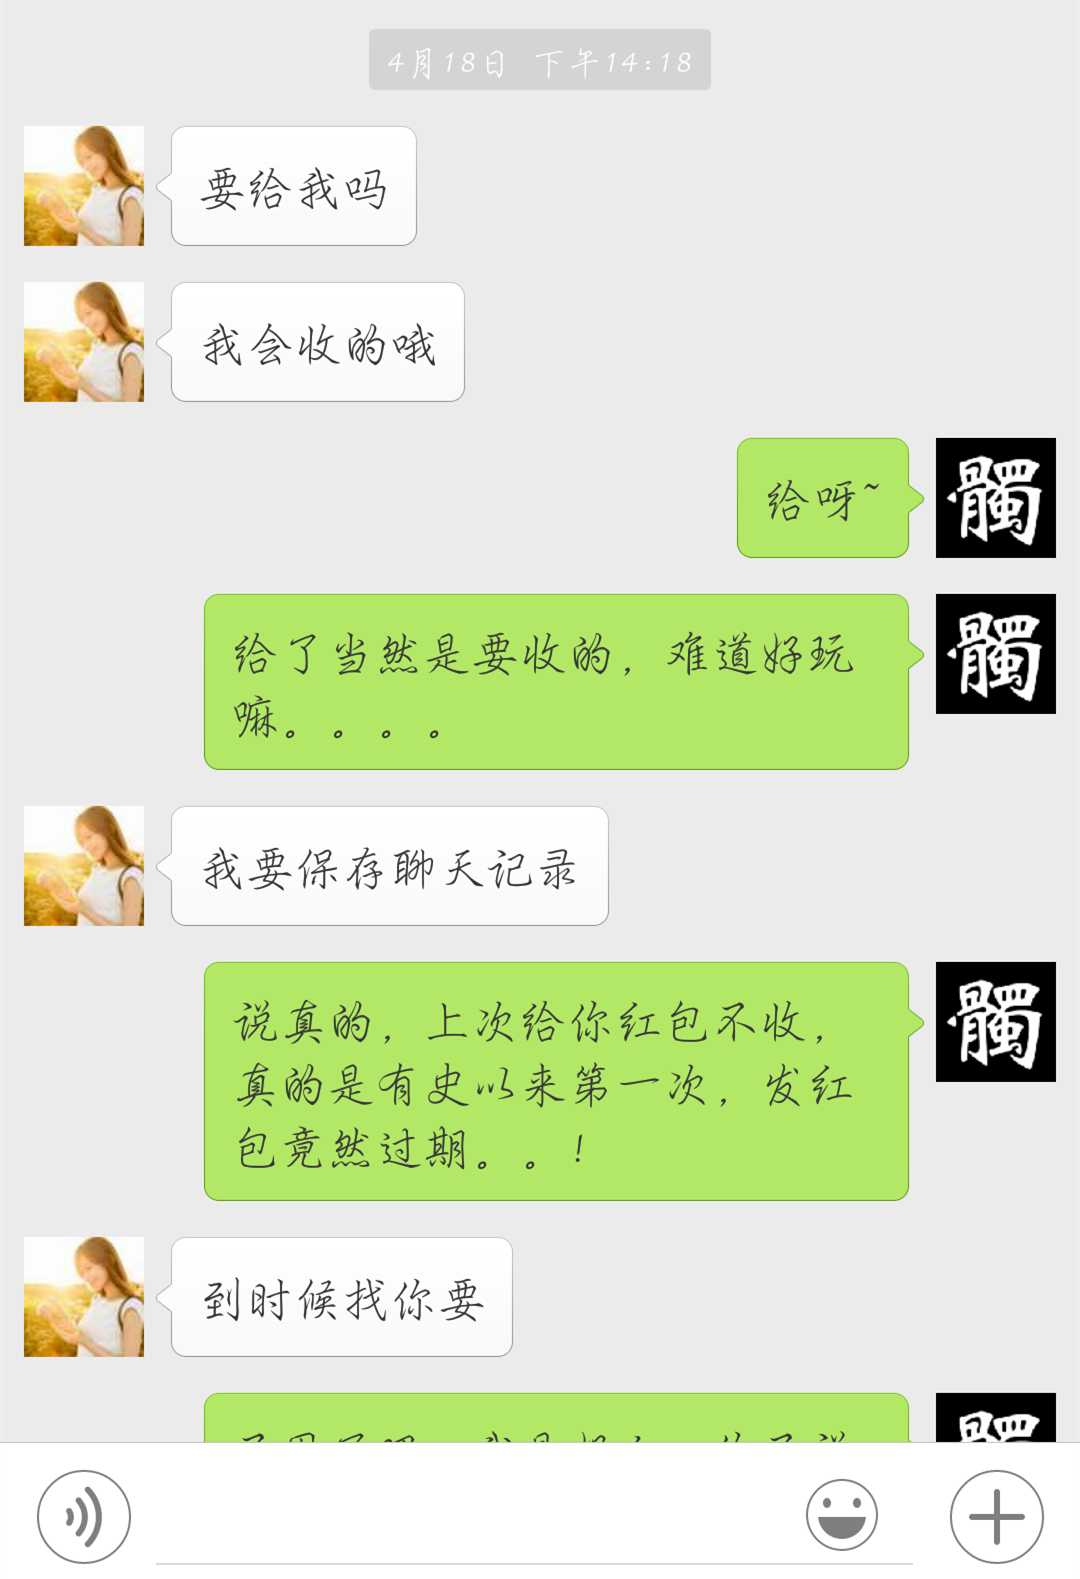 4月18日 下午14:18
要给我吗
我会收的哦
给呀~
髑
给了当然是要收的，难道好玩
嘛。。。。
髑
我要保存聊天记录
说真的，上次给你红包不收，
真的是有史以来第一次，发红
包竟然过期。。！
髑
到时候找你要